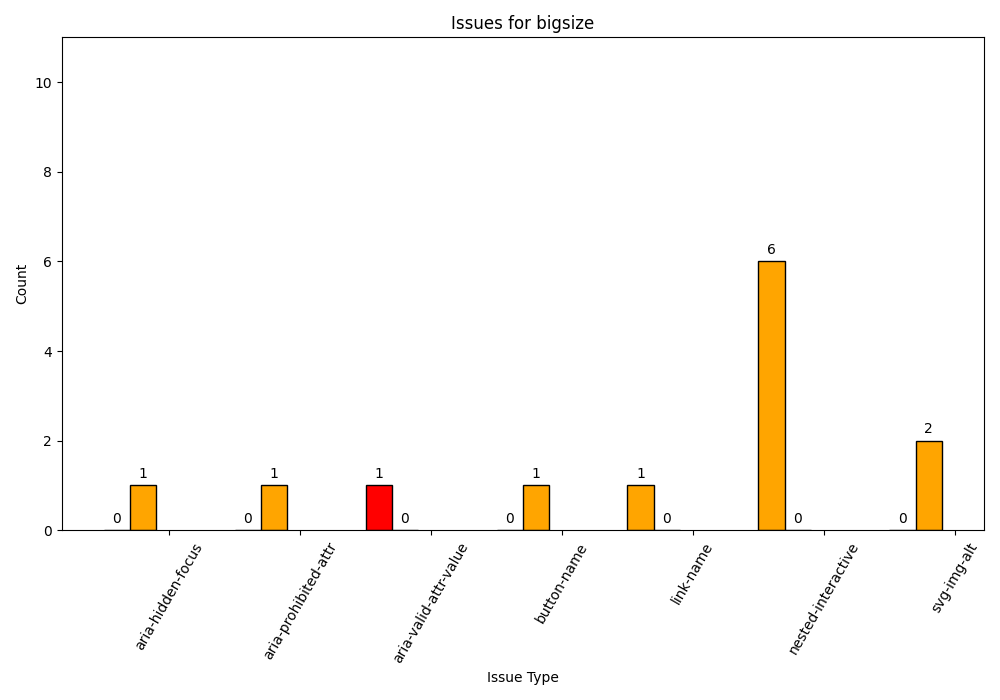 Issues for bigsize
Count
10
8
6
4
2
0
0 1
0 1
1 0
0 1
1 0
6 0
0 2
aria-hidden-focus
aria-prohibited-attr
aria-valid-attr-value
button-name
link-name
nested-interactive
svg-img-alt
Issue Type